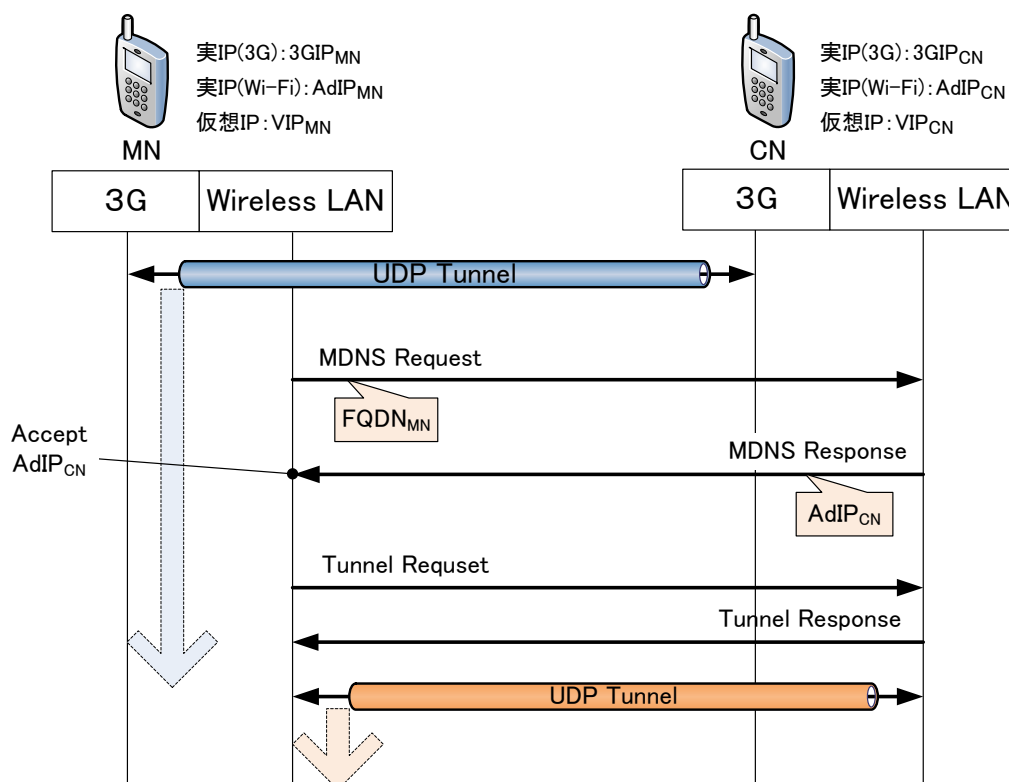 実IP(3G):3GIPMN
実IP(Wi-Fi):AdIPMN
仮想IP:VIPMN
MN
実IP(3G):3GIPCN
実IP(Wi-Fi):AdIPCN
仮想IP:VIPCN
CN
3G
Wireless LAN
3G
Wireless LAN
UDP Tunnel
MDNS Request
FQDNMN
Accept
AdIPCN
MDNS Response
AdIPCN
Tunnel Requset
Tunnel Response
UDP Tunnel